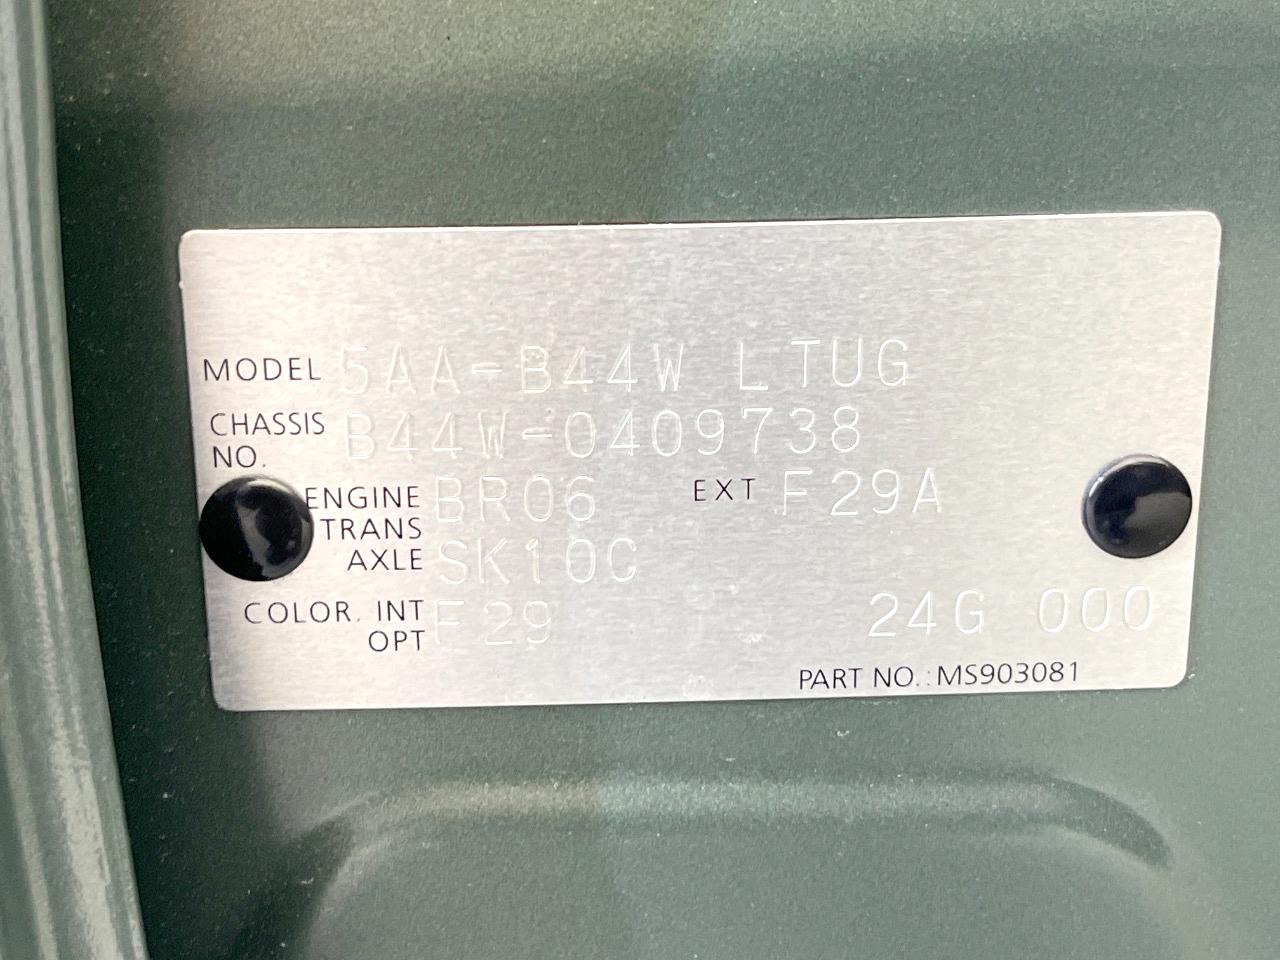 MODEL 5AA-B44W LTUG
CHASSIS
NO. B44W-0409738
ENGINE BR06 EXT F29A
TRANS
AXLE SK10C
COLOR. INT F29 24G 000
OPT
PART NO.:MS903081